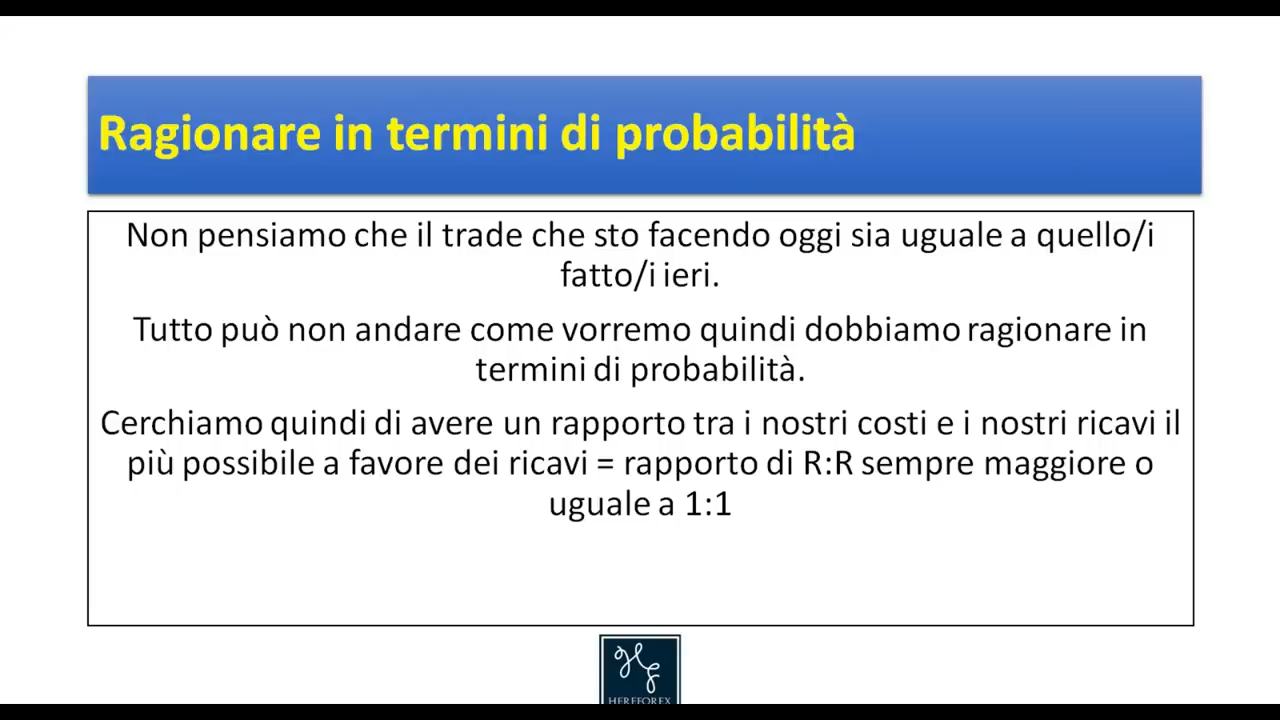 Ragionare in termini di probabilità
Non pensiamo che il trade che sto facendo oggi sia uguale a quello/i
fatto/i ieri.
Tutto può non andare come vorremo quindi dobbiamo ragionare in
termini di probabilità.
Cerchiamo quindi di avere un rapporto tra i nostri costi e i nostri ricavi il
più possibile a favore dei ricavi = rapporto di R:R sempre maggiore o
uguale a 1:1
HEREFOREX